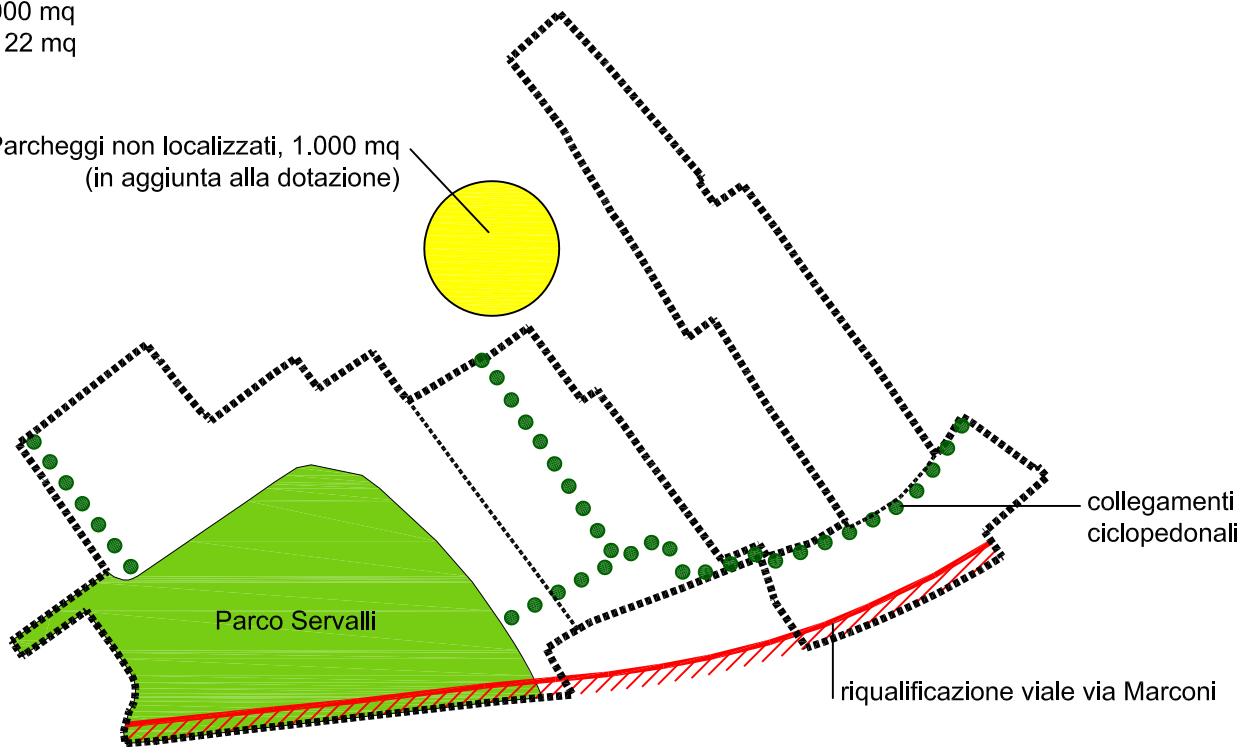 000 mq
22 mq
Parcheggi non localizzati, 1.000 mq
(in aggiunta alla dotazione)
collegamenti
ciclopedonali
Parco Servalli
riqualificazione viale via Marconi